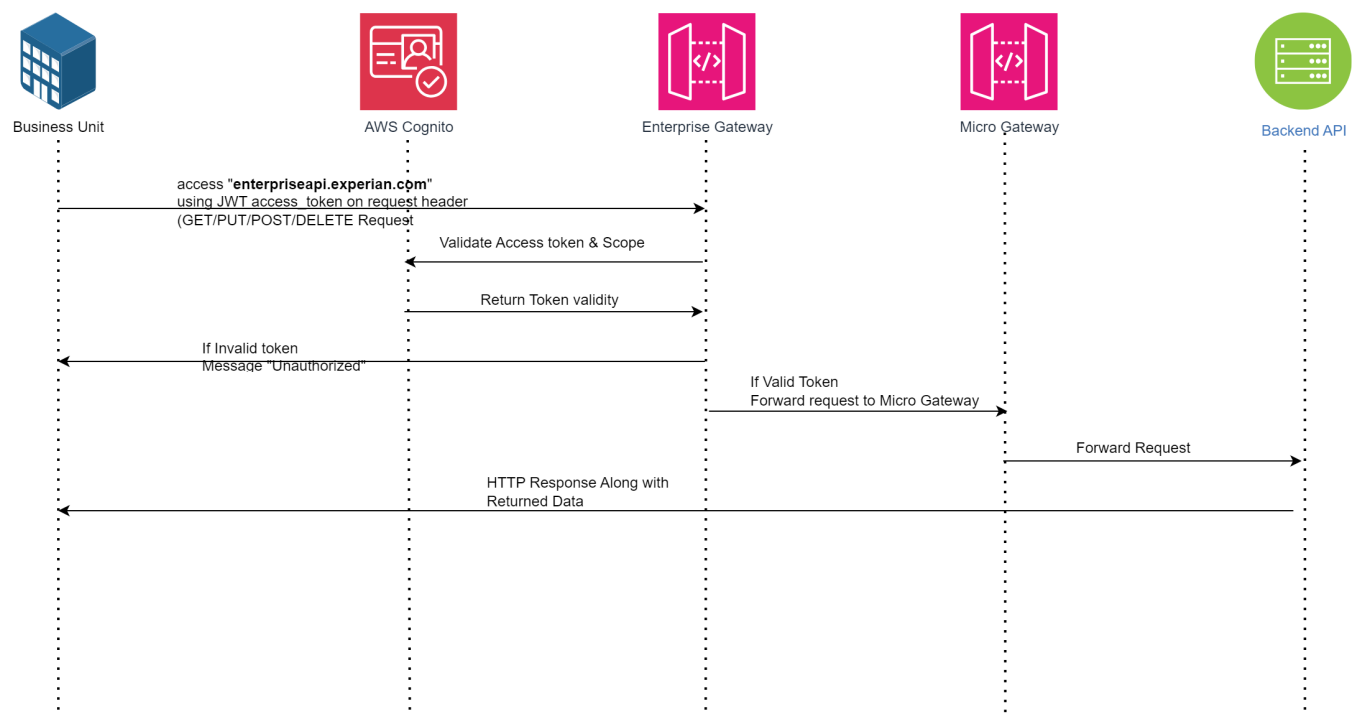 Business Unit
AWS Cognito
Enterprise Gateway
Micro Gateway
Backend API
access "enterpriseapi.experian.com"
using JWT access_token on request header
(GET/PUT/POST/DELETE Request
Validate Access token & Scope
Return Token validity
If Invalid token
Message "Unauthorized"
If Valid Token
Forward request to Micro Gateway
Forward Request
HTTP Response Along with
Returned Data